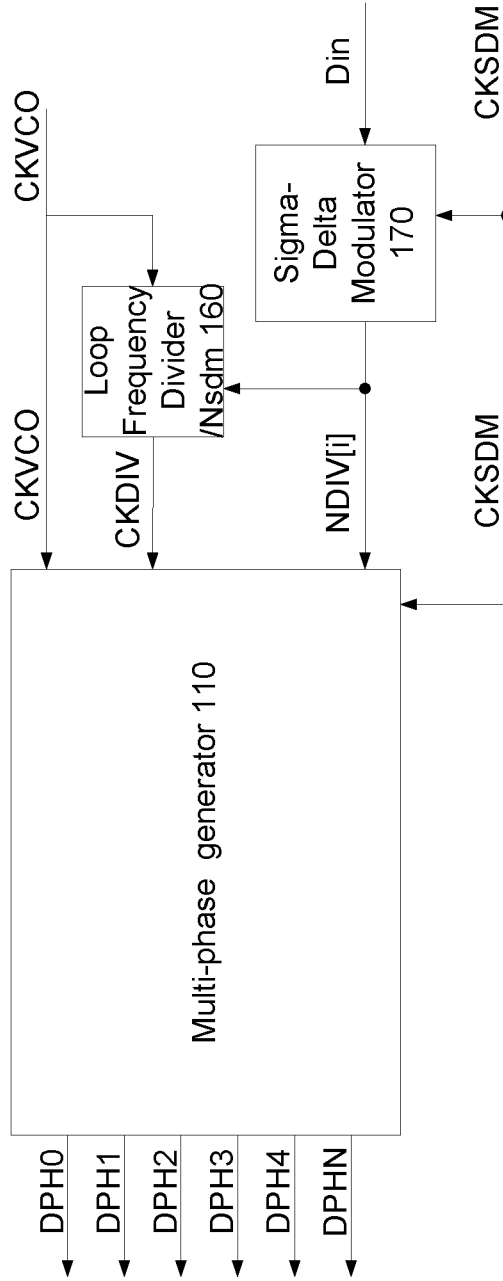 CKVCO
CKVCO
Loop
Frequency
Divider
/Nsdm 160
CKDIV
Sigma-
Delta
Modulator
170
Din
NDIV[i]
CKSDM
CKSDM
Multi-phase generator 110
DPH0
DPH1
DPH2
DPH3
DPH4
DPHN